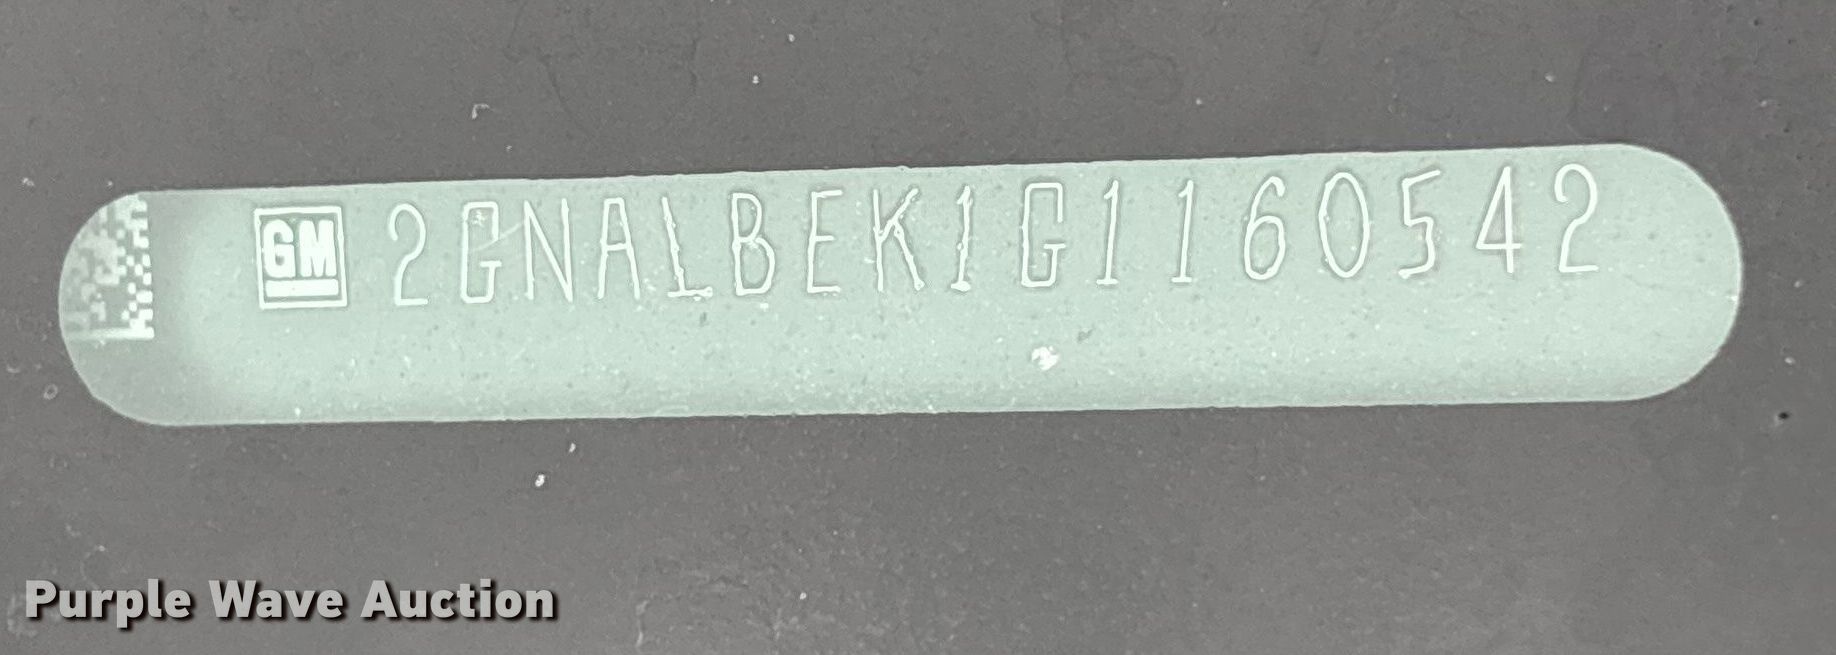 GM 2GNALBEK1G1160542
Purple Wave Auction